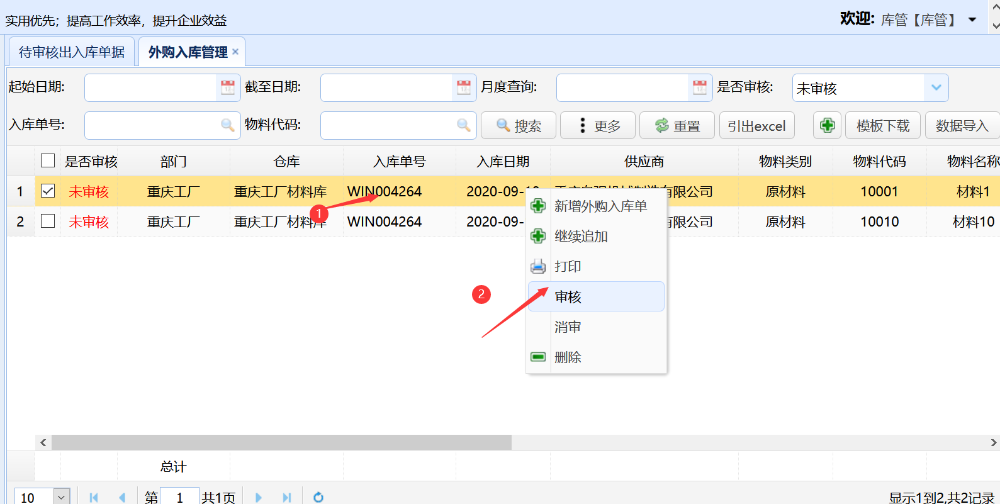 实用优先；提高工作效率，提升企业效益
欢迎: 库管【库管】
待审核出入库单据 外购入库管理 ×
起始日期: 截至日期: 月度查询: 是否审核: 未审核
入库单号: 物料代码: 搜索 更多 重置 引出excel 模板下载 数据导入
是否审核 部门 仓库 入库单号 入库日期 供应商 物料类别 物料代码 物料名称
1 未审核 重庆工厂 重庆工厂材料库 WIN004264 2020-09- 有限公司 原材料 10001 材料1
2 未审核 重庆工厂 重庆工厂材料库 WIN004264 2020-09- 有限公司 原材料 10010 材料10
1
新增外购入库单
继续追加
打印
2
审核
消审
删除
总计
10 第 1 共1页 显示1到2,共2记录